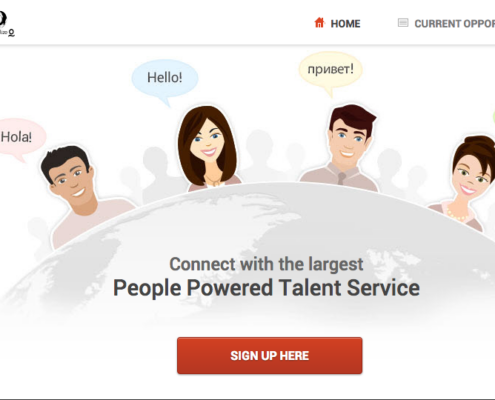 HOME
CURRENT OPPOR
Hola!
Hello!
привет!
Connect with the largest
People Powered Talent Service
SIGN UP HERE